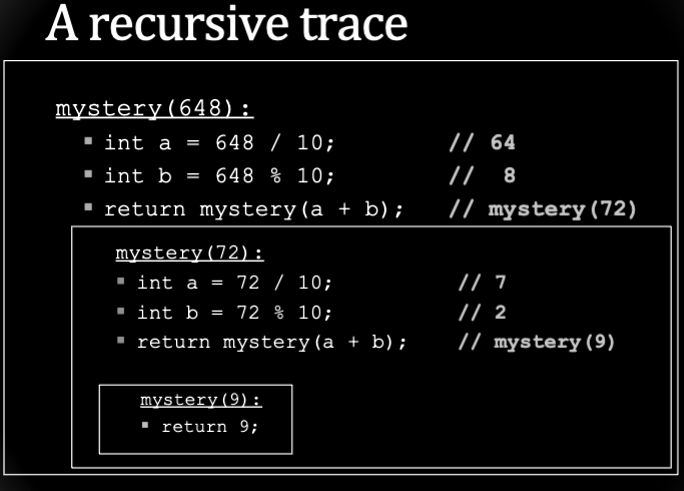 A recursive trace
mystery(648):
▪ int a = 648 / 10; // 64
▪ int b = 648 % 10; // 8
▪ return mystery(a + b); // mystery(72)
mystery(72):
▪ int a = 72 / 10; // 7
▪ int b = 72 % 10; // 2
▪ return mystery(a + b); // mystery(9)
mystery(9):
▪ return 9;